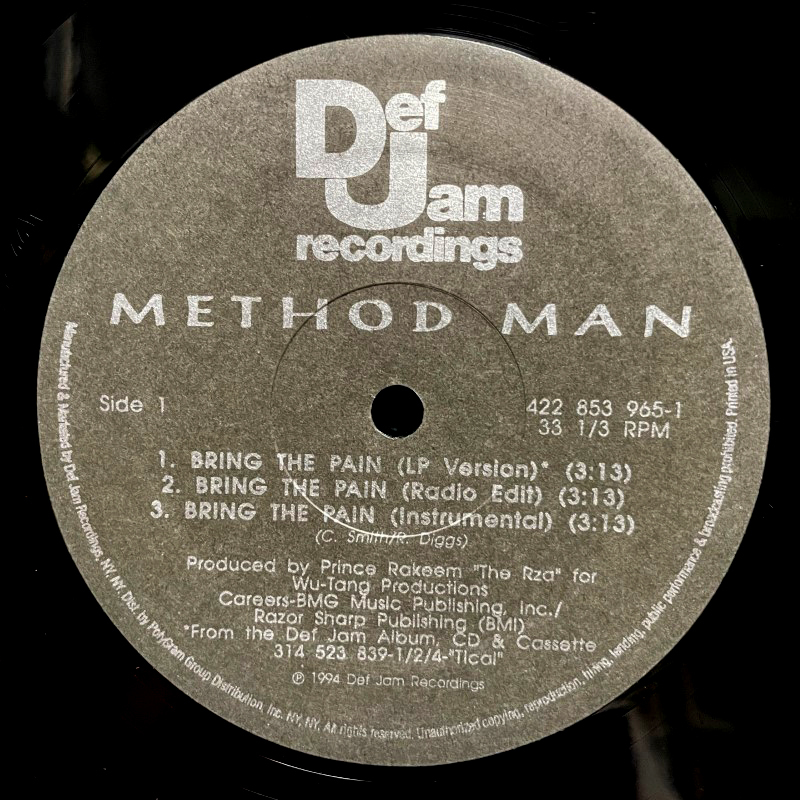 Def
Jam
recordings
METHOD MAN
Side 1
422 853 965-1
33 1/3 RPM
1. BRING THE PAIN (LP Version)* (3:13)
2. BRING THE PAIN (Radio Edit) (3:13)
3. BRING THE PAIN (Instrumental) (3:13)
(C. Smith/R. Diggs)
Produced by Prince Rakeem "The Rza" for
Wu-Tang Productions
Careers-BMG Music Publishing, Inc./
Razor Sharp Publishing (BMI)
*From the Def Jam Album, CD & Cassette
314 523 839-1/2/4-"Tical"
℗ 1994 Def Jam Recordings
Manufactured & Marketed by Def Jam Recordings, NY, NY. Dist. by PolyGram Group Distribution, Inc. NY, NY. All rights reserved. Unauthorized copying, reproduction, hiring, lending, public performance & broadcasting prohibited. Printed in USA.